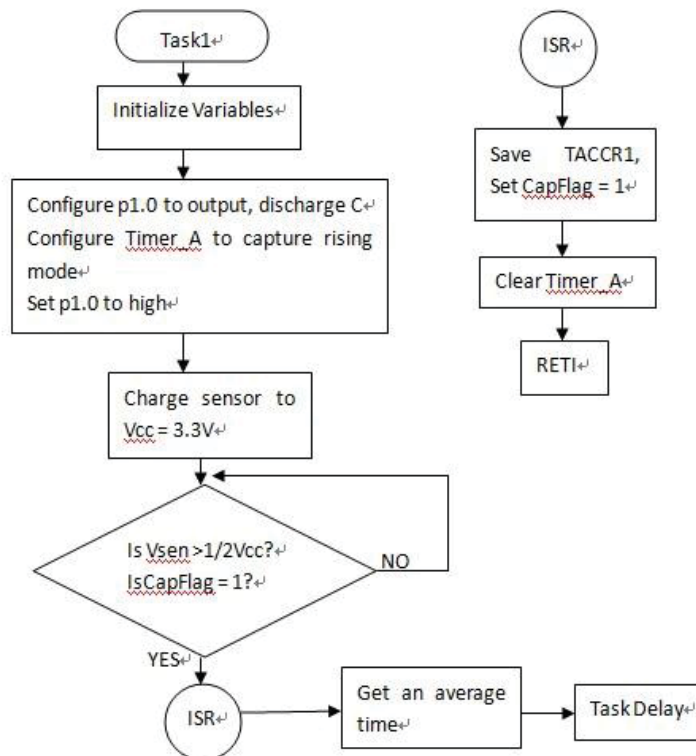 Task1
Initialize Variables
Configure p1.0 to output, discharge C
Configure Timer_A to capture rising
mode
Set p1.0 to high
Charge sensor to
Vcc = 3.3V
Is Vsen >1/2Vcc?
IsCapFlag = 1?
NO
YES
ISR
Get an average
time
Task Delay
ISR
Save TACCR1,
Set CapFlag = 1
Clear Timer_A
RETI